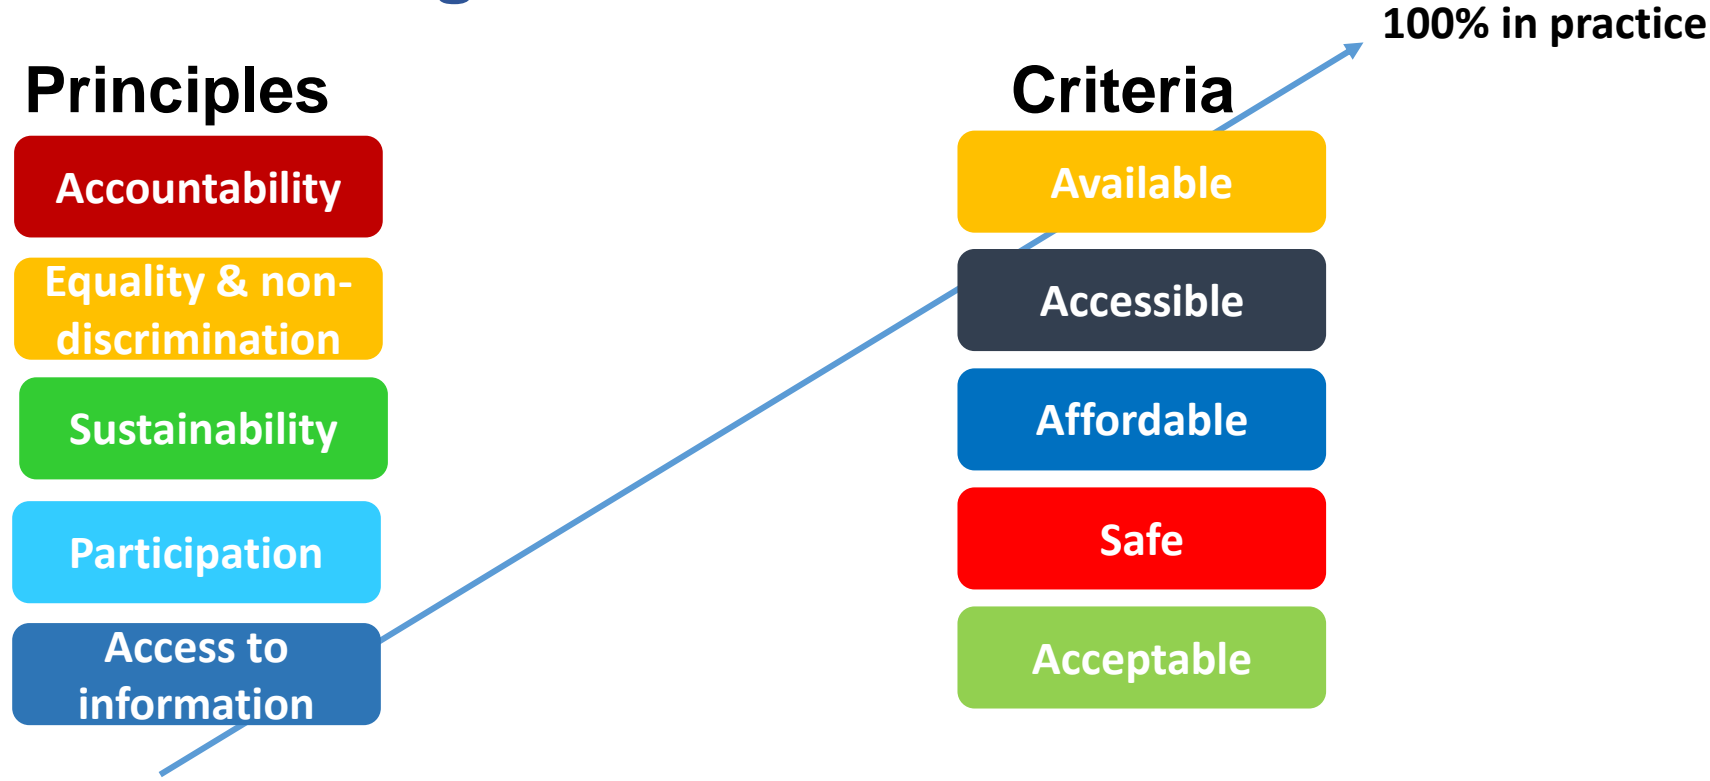 100% in practice
Principles
Accountability
Equality & non-
discrimination
Sustainability
Participation
Access to
information
Criteria
Available
Accessible
Affordable
Safe
Acceptable